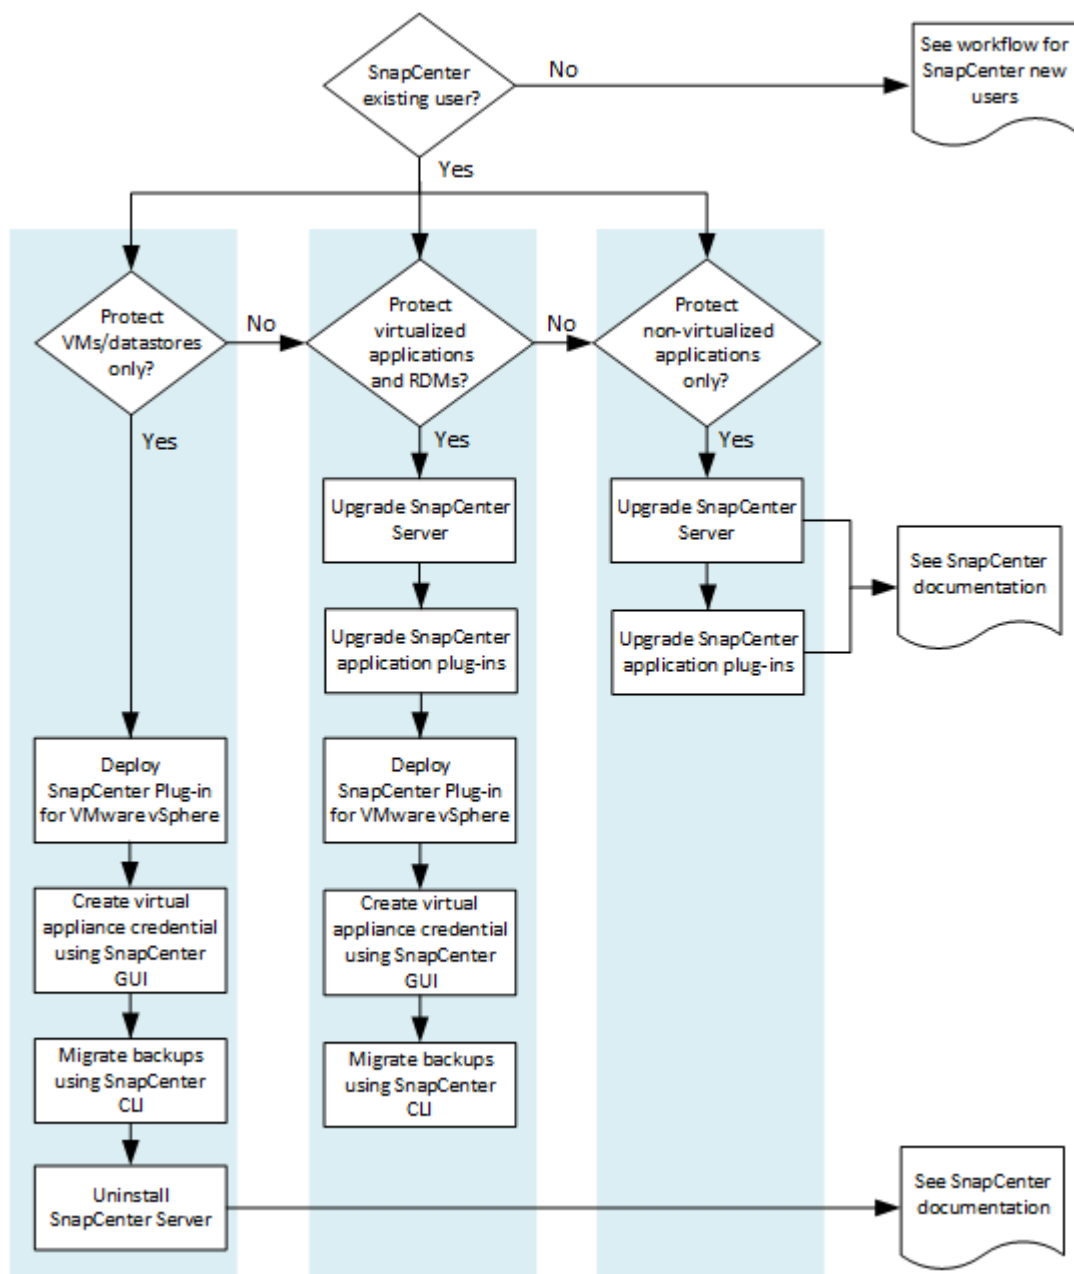 SnapCenter
existing user?
No
See workflow for
SnapCenter new
users
Yes
Protect
VMs/datastores
only?
No
Protect
virtualized
applications
and RDMs?
No
Protect
non-virtualized
applications
only?
Yes
Yes
Yes
Upgrade SnapCenter
Server
Upgrade SnapCenter
Server
See SnapCenter
documentation
Upgrade SnapCenter
application plug-ins
Upgrade SnapCenter
application plug-ins
Deploy
SnapCenter Plug-in
for VMware vSphere
Deploy
SnapCenter Plug-in
for VMware vSphere
Create virtual
appliance credential
using SnapCenter
GUI
Create virtual
appliance credential
using SnapCenter
GUI
Migrate backups
using SnapCenter
CLI
Migrate backups
using SnapCenter
CLI
Uninstall
SnapCenter Server
See SnapCenter
documentation